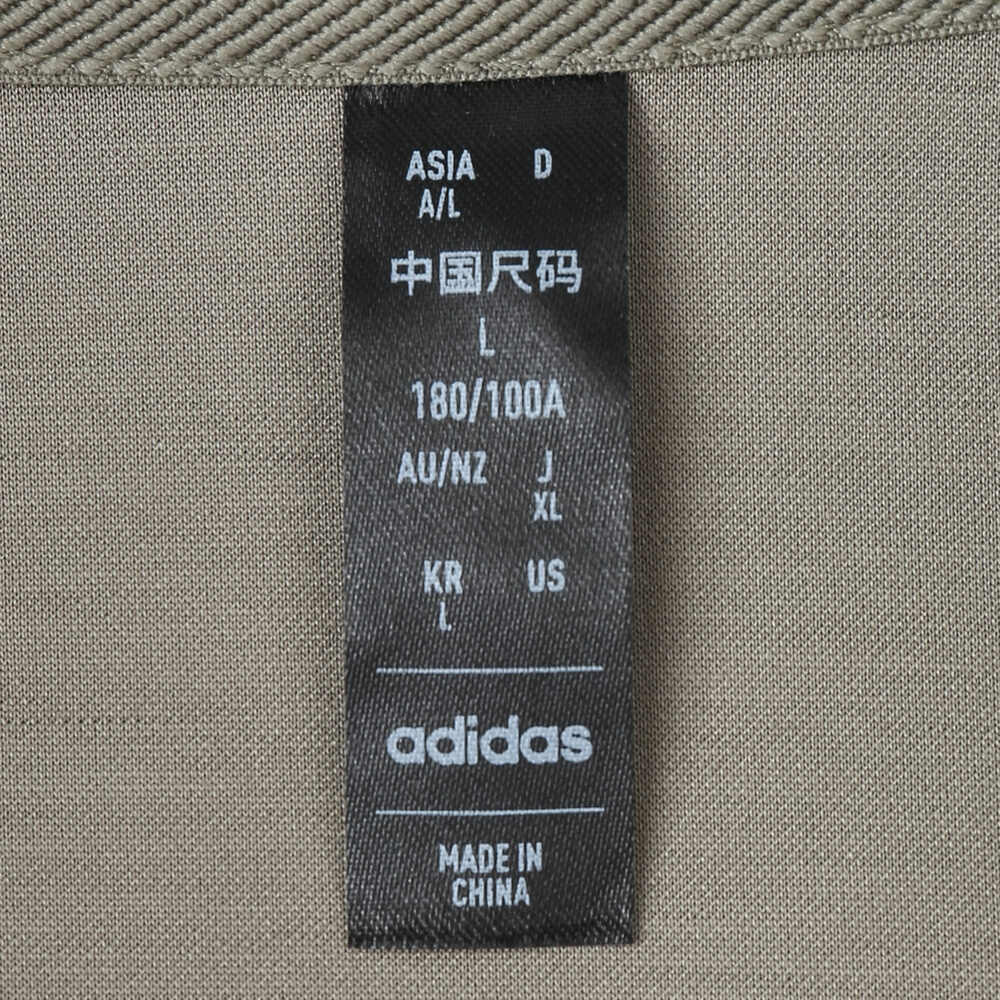 ASIA D
A/L
中国尺码
L
180/100A
AU/NZ J
XL
KR US
L
adidas
MADE IN
CHINA